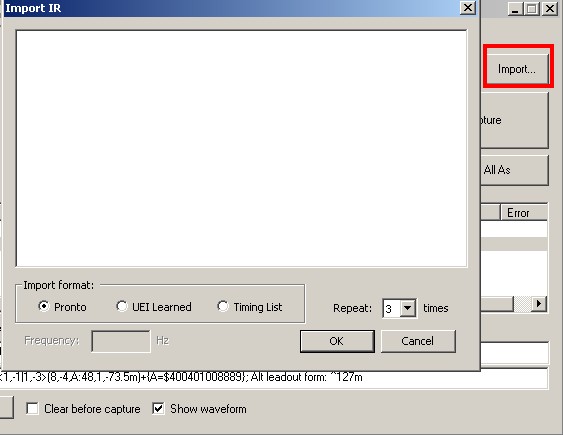 Import IR
Import...
pture
All As
Error
Import format:
Pronto
UEI Learned
Timing List
Repeat:
3
times
Frequency:
Hz
OK
Cancel
:1,-1|1,-3>(8,-4,A:48,1,-73.5m)+{A=$400401008889}; Alt leadout form: ^127m
Clear before capture
Show waveform